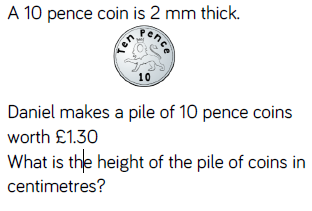 A 10 pence coin is 2 mm thick.
Ten Pence
10
Daniel makes a pile of 10 pence coins
worth £1.30
What is the height of the pile of coins in
centimetres?